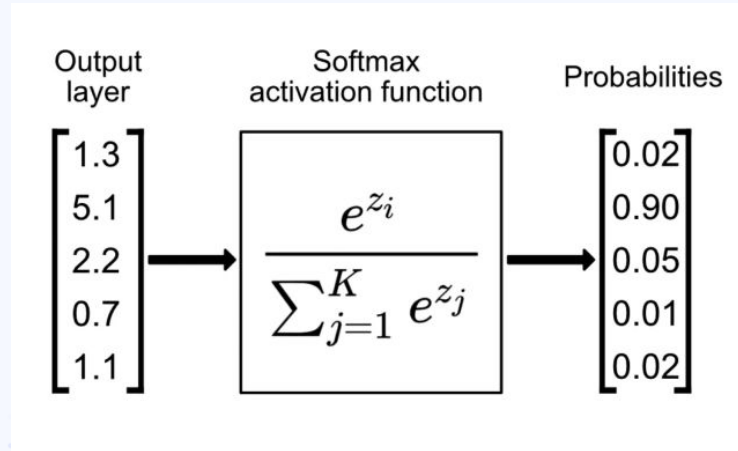 Output
layer
Softmax
activation function
Probabilities
1.3
5.1
2.2
0.7
1.1
e^{z_i}
∑_{j=1}^{K} e^{z_j}
0.02
0.90
0.05
0.01
0.02